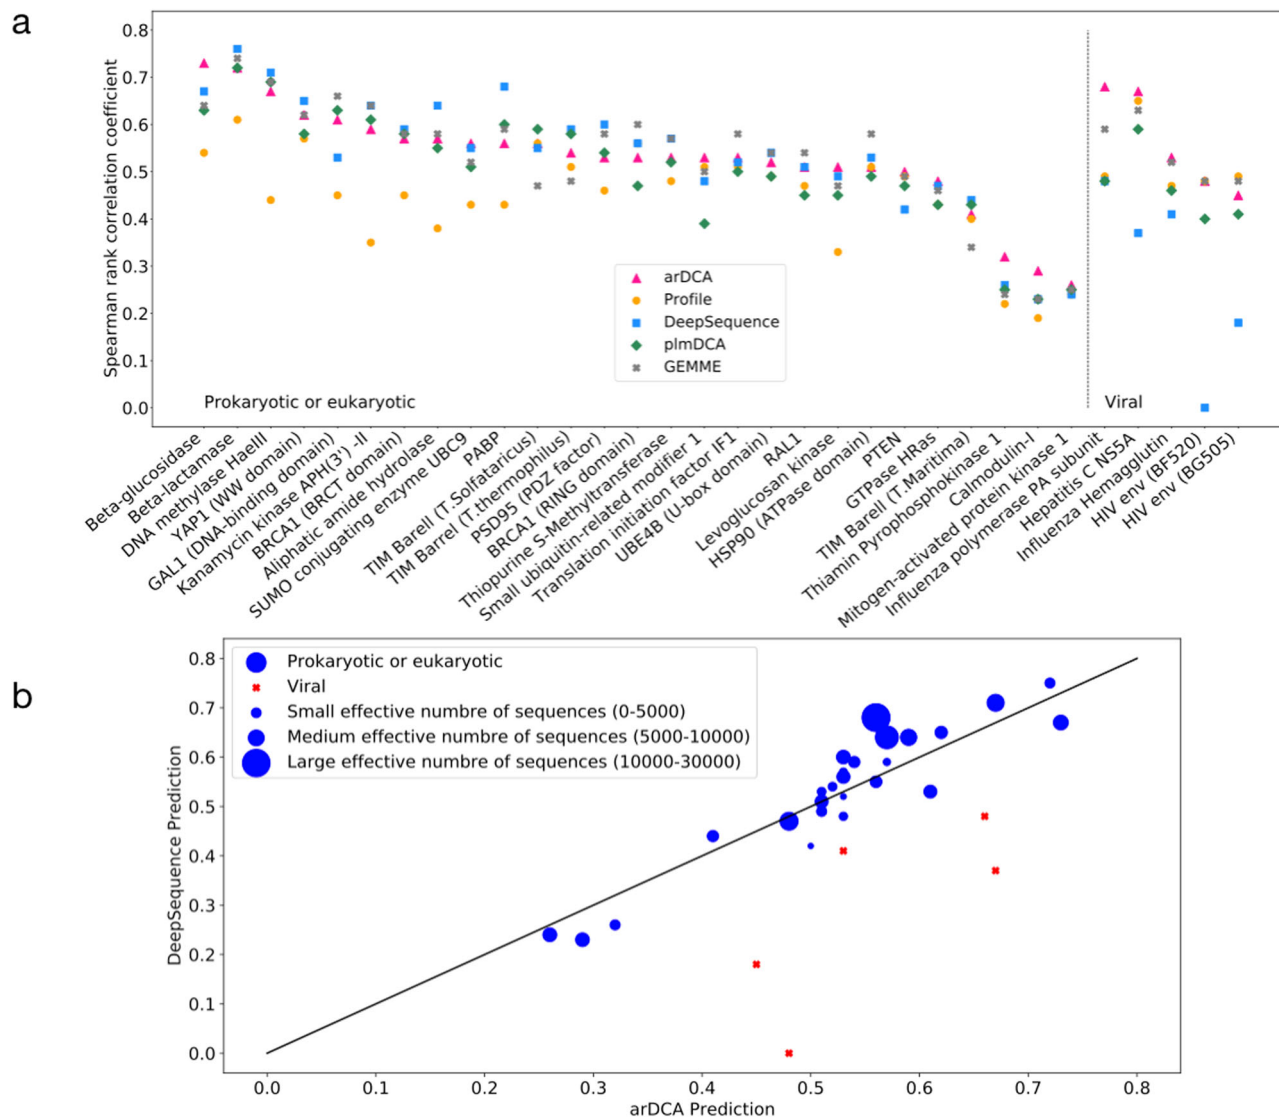 a
Spearman rank correlation coefficient
0.8
0.7
0.6
0.5
0.4
0.3
0.2
0.1
0.0
arDCA
Profile
DeepSequence
plmDCA
GEMME
Prokaryotic or eukaryotic
Viral
Beta-glucosidase
Beta-lactamase
DNA methylase HaeIII
YAP1 (WW domain)
GAL1 (DNA-binding domain)
Kanamycin kinase APH(3') -II
BRCA1 (BRCT domain)
Aliphatic amide hydrolase
SUMO conjugating enzyme UBC9
PABP
TIM Barell (T.Solfataricus)
TIM Barrel (T.thermophilus)
PSD95 (PDZ factor)
BRCA1 (RING domain)
Thiopurine S-Methyltransferase
Small ubiquitin-related modifier 1
Translation initiation factor IF1
UBE4B (U-box domain)
RAL1
Levoglucosan kinase
HSP90 (ATPase domain)
PTEN
GTPase HRas
TIM Barell (T.Maritima)
Thiamin Pyrophosphokinase 1
Calmodulin-I
Mitogen-activated protein kinase 1
Influenza polymerase PA subunit
Hepatitis C NS5A
Influenza Hemagglutin
HIV env (BF520)
HIV env (BG505)
b
DeepSequence Prediction
0.8
0.7
0.6
0.5
0.4
0.3
0.2
0.1
0.0
Prokaryotic or eukaryotic
Viral
Small effective numbre of sequences (0-5000)
Medium effective numbre of sequences (5000-10000)
Large effective numbre of sequences (10000-30000)
0.0 0.1 0.2 0.3 0.4 0.5 0.6 0.7 0.8
arDCA Prediction